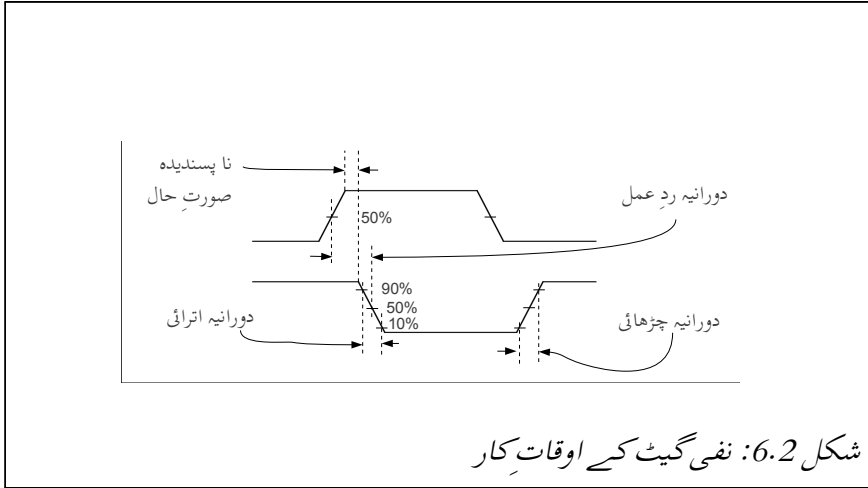 نا پسندیدہ
صورتِ حال
دورانیہ ردِ عمل
50%
90%
50%
10%
دورانیہ اترائی
دورانیہ چڑھائی
شکل 6.2: نفی گیٹ کے اوقاتِ کار